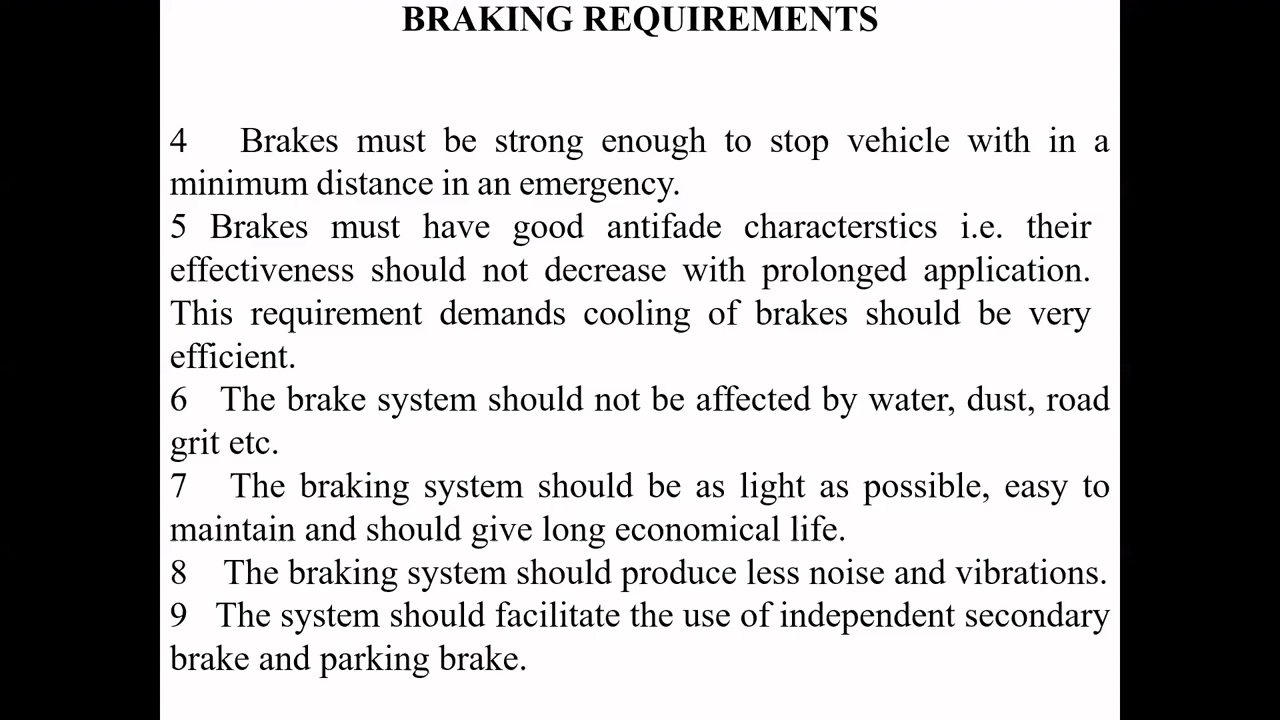 BRAKING REQUIREMENTS
4 Brakes must be strong enough to stop vehicle with in a
minimum distance in an emergency.
5 Brakes must have good antifade characterstics i.e. their
effectiveness should not decrease with prolonged application.
This requirement demands cooling of brakes should be very
efficient.
6 The brake system should not be affected by water, dust, road
grit etc.
7 The braking system should be as light as possible, easy to
maintain and should give long economical life.
8 The braking system should produce less noise and vibrations.
9 The system should facilitate the use of independent secondary
brake and parking brake.